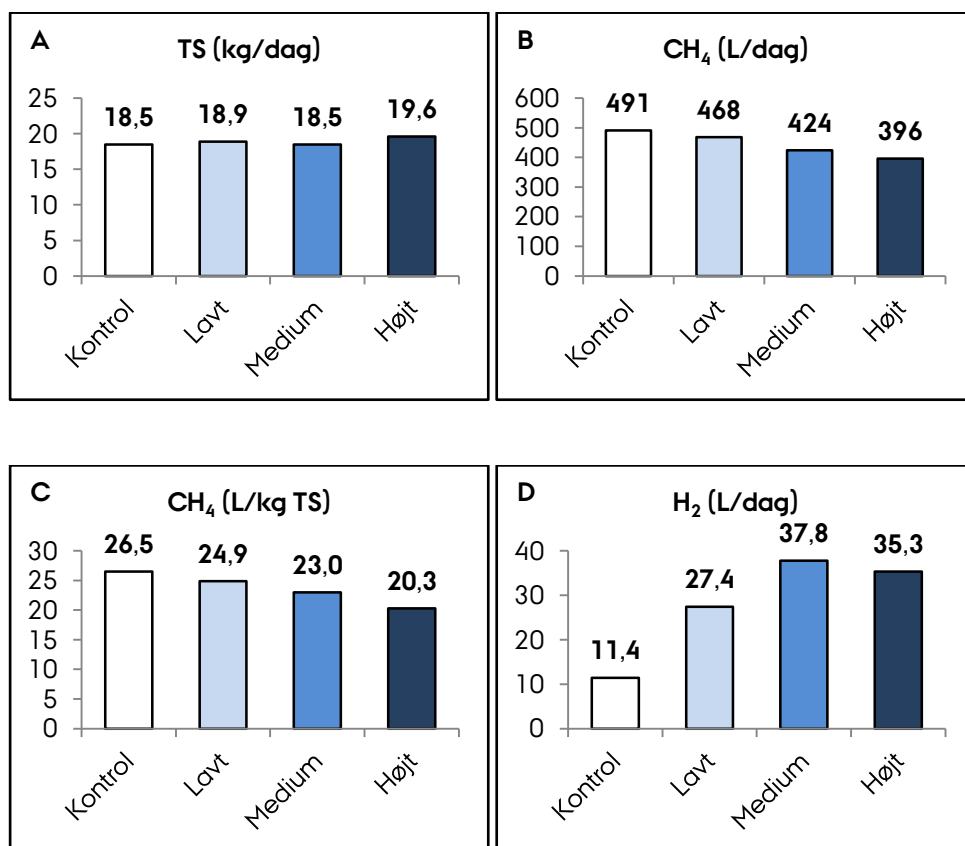 A
TS (kg/dag)
25
20
15
10
5
0
18,5
18,9
18,5
19,6
Kontrol
Lavt
Medium
Højt
B
CH₄ (L/dag)
600
500
400
300
200
100
0
491
468
424
396
Kontrol
Lavt
Medium
Højt
C
CH₄ (L/kg TS)
30
25
20
15
10
5
0
26,5
24,9
23,0
20,3
Kontrol
Lavt
Medium
Højt
D
H₂ (L/dag)
40
30
20
10
0
11,4
27,4
37,8
35,3
Kontrol
Lavt
Medium
Højt